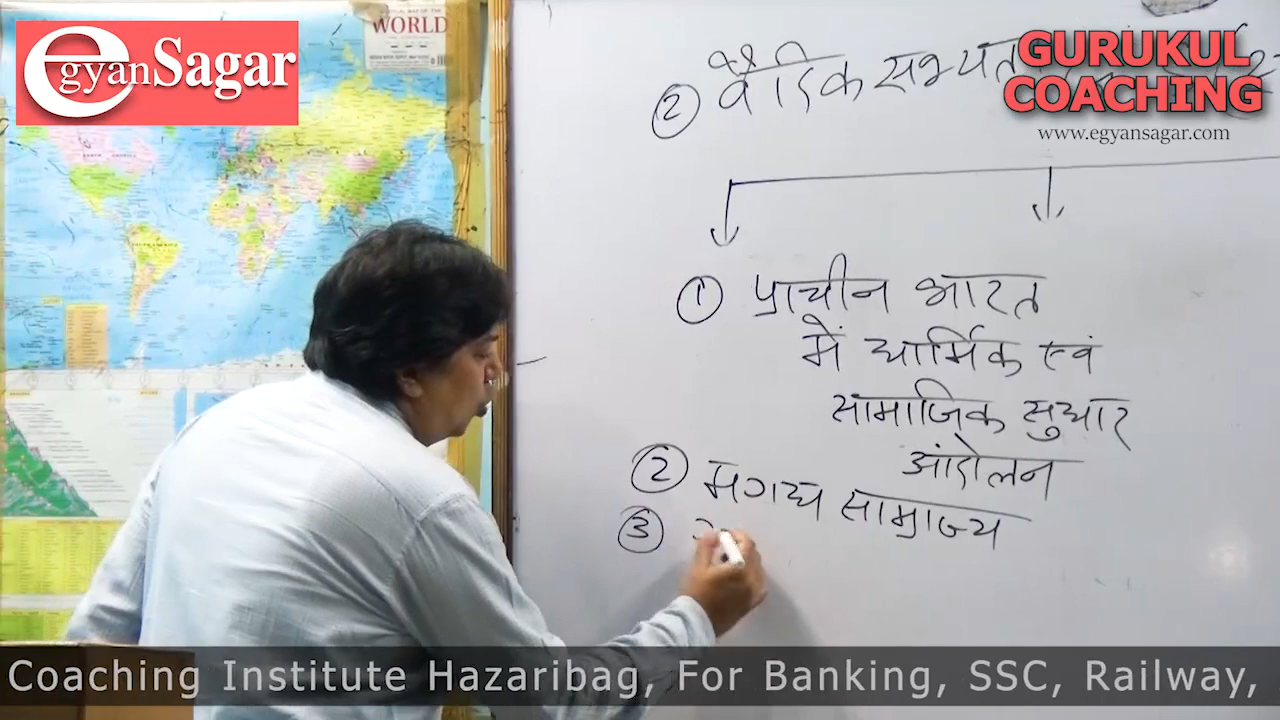 egyanSagar
WORLD
GURUKUL
COACHING
www.egyansagar.com
② वैदिक सभ्यता
① प्राचीन भारत
में धार्मिक एवं
सामाजिक सुधार
आंदोलन
② मगध साम्राज्य
③
Coaching Institute Hazaribag, For Banking, SSC, Railway,